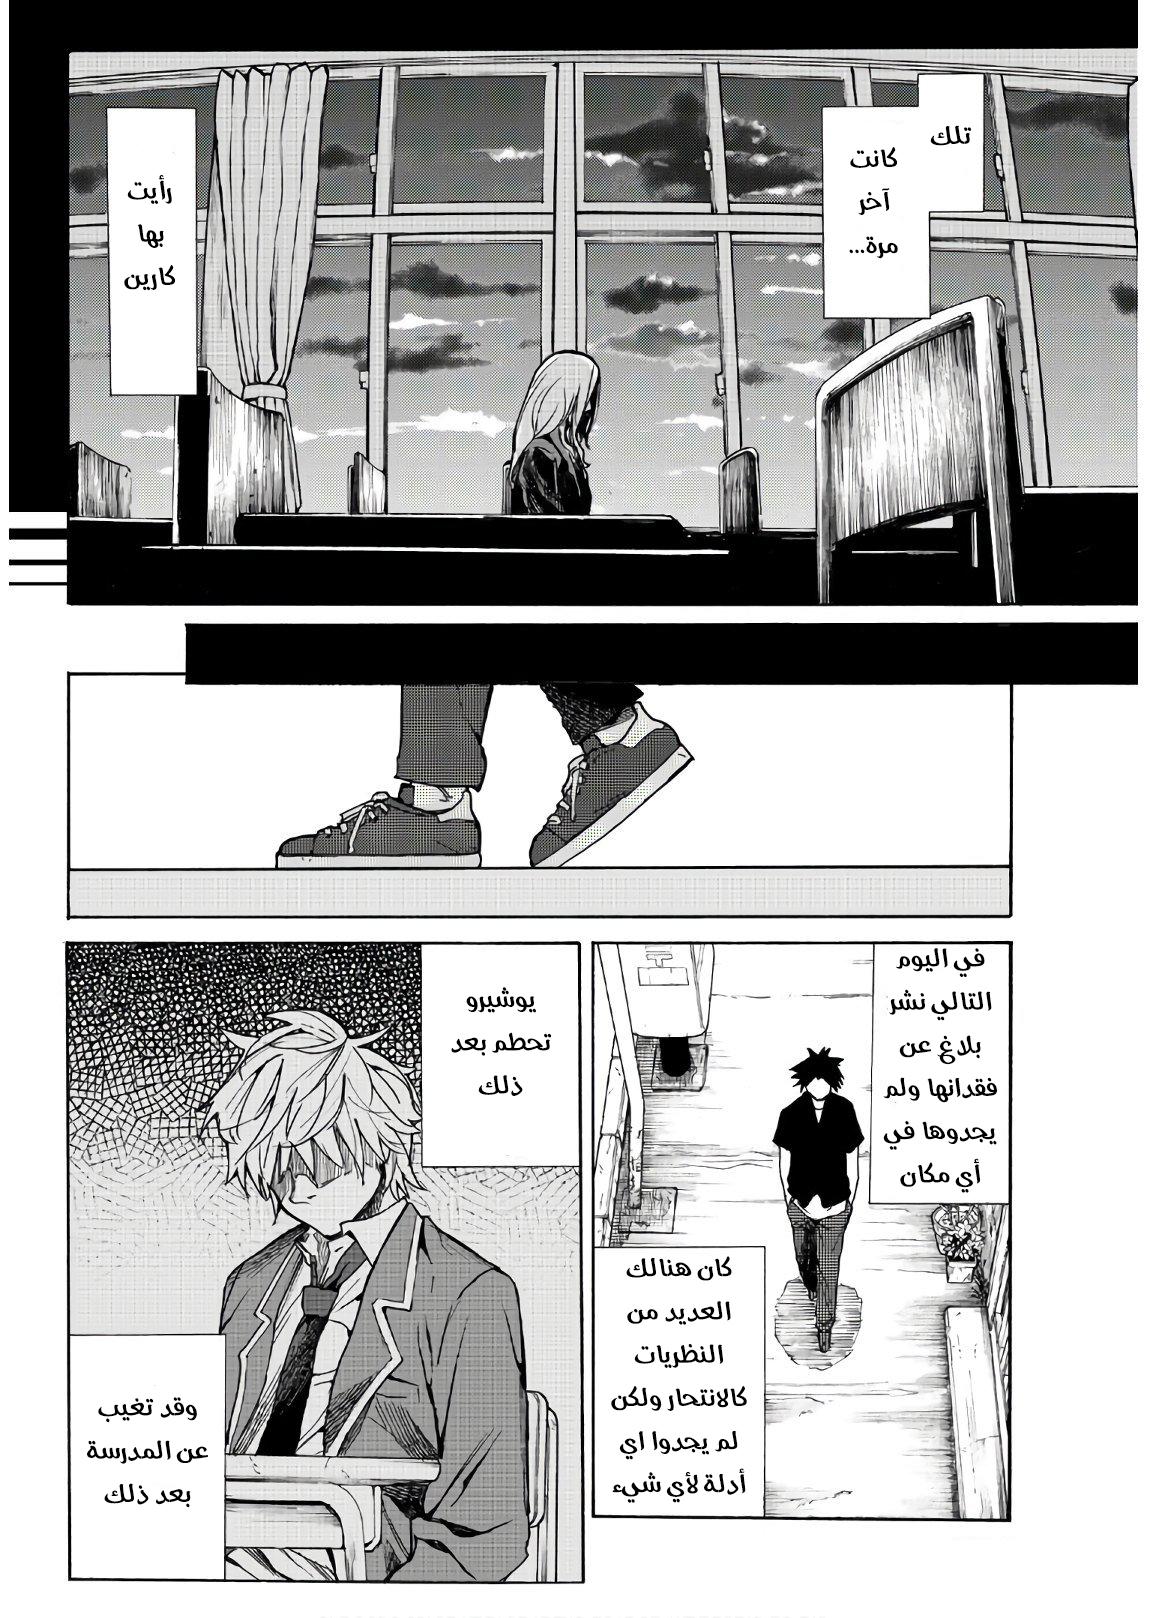 تلك
كانت
آخر
مرة...
رأيت
بها
كارين
في اليوم
التالي نشر
بلاغ عن
فقدانها ولم
يجدوها في
أي مكان
كان هنالك
العديد من
النظريات
كالانتحار ولكن
لم يجدوا اي
أدلة لأي شيء
يوشيرو
تحطم بعد
ذلك
وقد تغيب
عن المدرسة
بعد ذلك